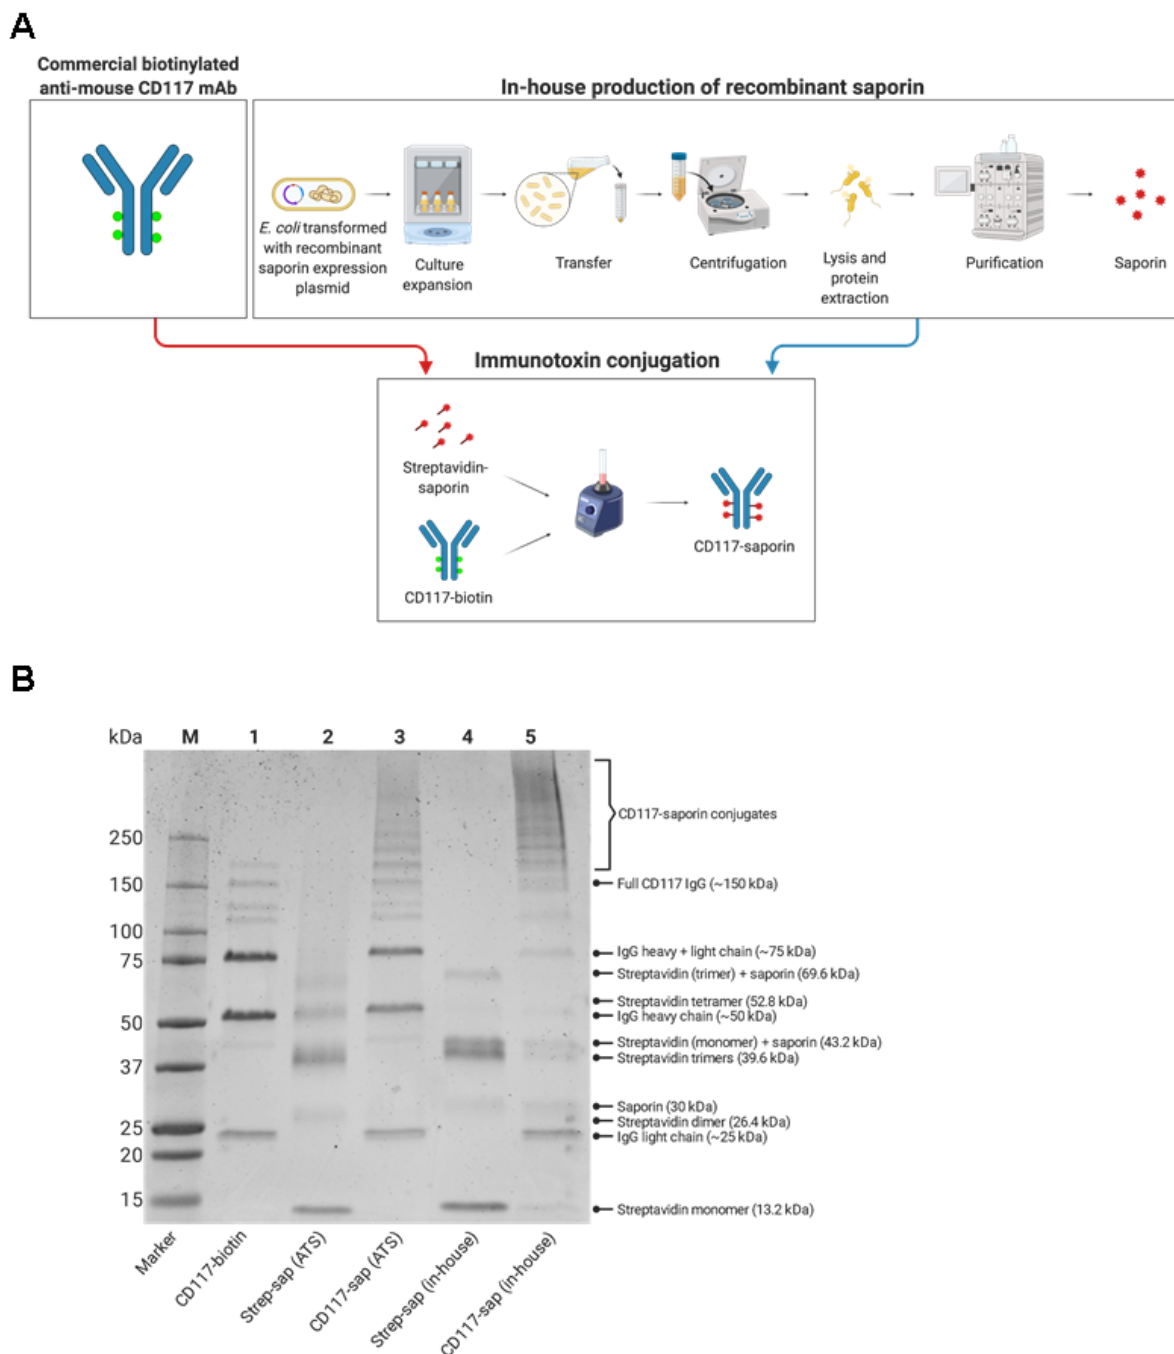 A
Commercial biotinylated
anti-mouse CD117 mAb
In-house production of recombinant saporin
E. coli transformed
with recombinant
saporin expression
plasmid
Culture
expansion
Transfer
Centrifugation
Lysis and
protein
extraction
Purification
Saporin
Immunotoxin conjugation
Streptavidin-
saporin
CD117-biotin
CD117-saporin
B
kDa M 1 2 3 4 5
250
150
100
75
50
37
25
20
15
CD117-saporin conjugates
Full CD117 IgG (~150 kDa)
IgG heavy + light chain (~75 kDa)
Streptavidin (trimer) + saporin (69.6 kDa)
Streptavidin tetramer (52.8 kDa)
IgG heavy chain (~50 kDa)
Streptavidin (monomer) + saporin (43.2 kDa)
Streptavidin trimers (39.6 kDa)
Saporin (30 kDa)
Streptavidin dimer (26.4 kDa)
IgG light chain (~25 kDa)
Streptavidin monomer (13.2 kDa)
Marker
CD117-biotin
Strep-sap (ATS)
CD117-sap (ATS)
Strep-sap (in-house)
CD117-sap (in-house)